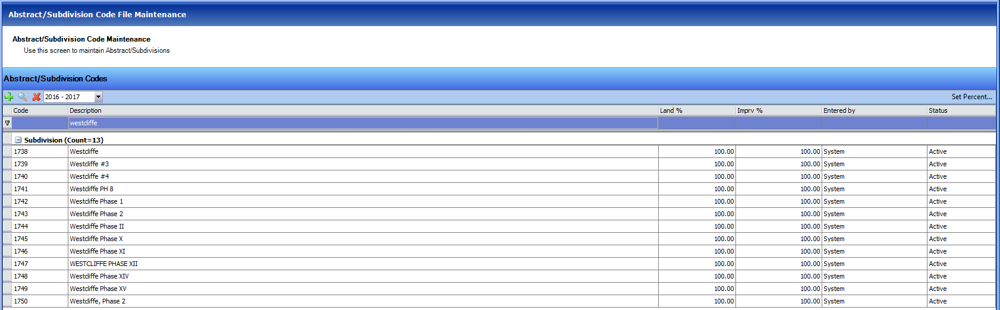 Abstract/Subdivision Code File Maintenance
Abstract/Subdivision Code Maintenance
Use this screen to maintain Abstract/Subdivisions
Abstract/Subdivision Codes
2016 - 2017 Set Percent...
Code Description Land % Imprv % Entered by Status
westcliffe
Subdivision (Count=13)
1738 Westcliffe 100.00 100.00 System Active
1739 Westcliffe #3 100.00 100.00 System Active
1740 Westcliffe #4 100.00 100.00 System Active
1741 Westcliffe PH 8 100.00 100.00 System Active
1742 Westcliffe Phase 1 100.00 100.00 System Active
1743 Westcliffe Phase 2 100.00 100.00 System Active
1744 Westcliffe Phase II 100.00 100.00 System Active
1745 Westcliffe Phase X 100.00 100.00 System Active
1746 Westcliffe Phase XI 100.00 100.00 System Active
1747 WESTCLIFFE PHASE XII 100.00 100.00 System Active
1748 Westcliffe Phase XIV 100.00 100.00 System Active
1749 Westcliffe Phase XV 100.00 100.00 System Active
1750 Westcliffe, Phase 2 100.00 100.00 System Active